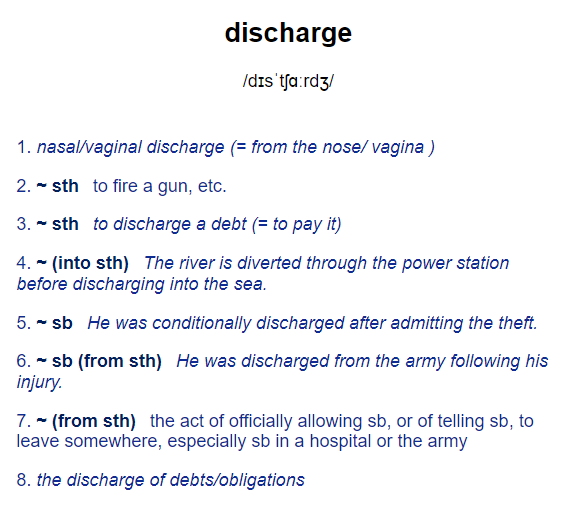 discharge
/dɪsˈtʃɑːrdʒ/
1. nasal/vaginal discharge (= from the nose/ vagina )
2. ~ sth to fire a gun, etc.
3. ~ sth to discharge a debt (= to pay it)
4. ~ (into sth) The river is diverted through the power station
before discharging into the sea.
5. ~ sb He was conditionally discharged after admitting the theft.
6. ~ sb (from sth) He was discharged from the army following his
injury.
7. ~ (from sth) the act of officially allowing sb, or of telling sb, to
leave somewhere, especially sb in a hospital or the army
8. the discharge of debts/obligations